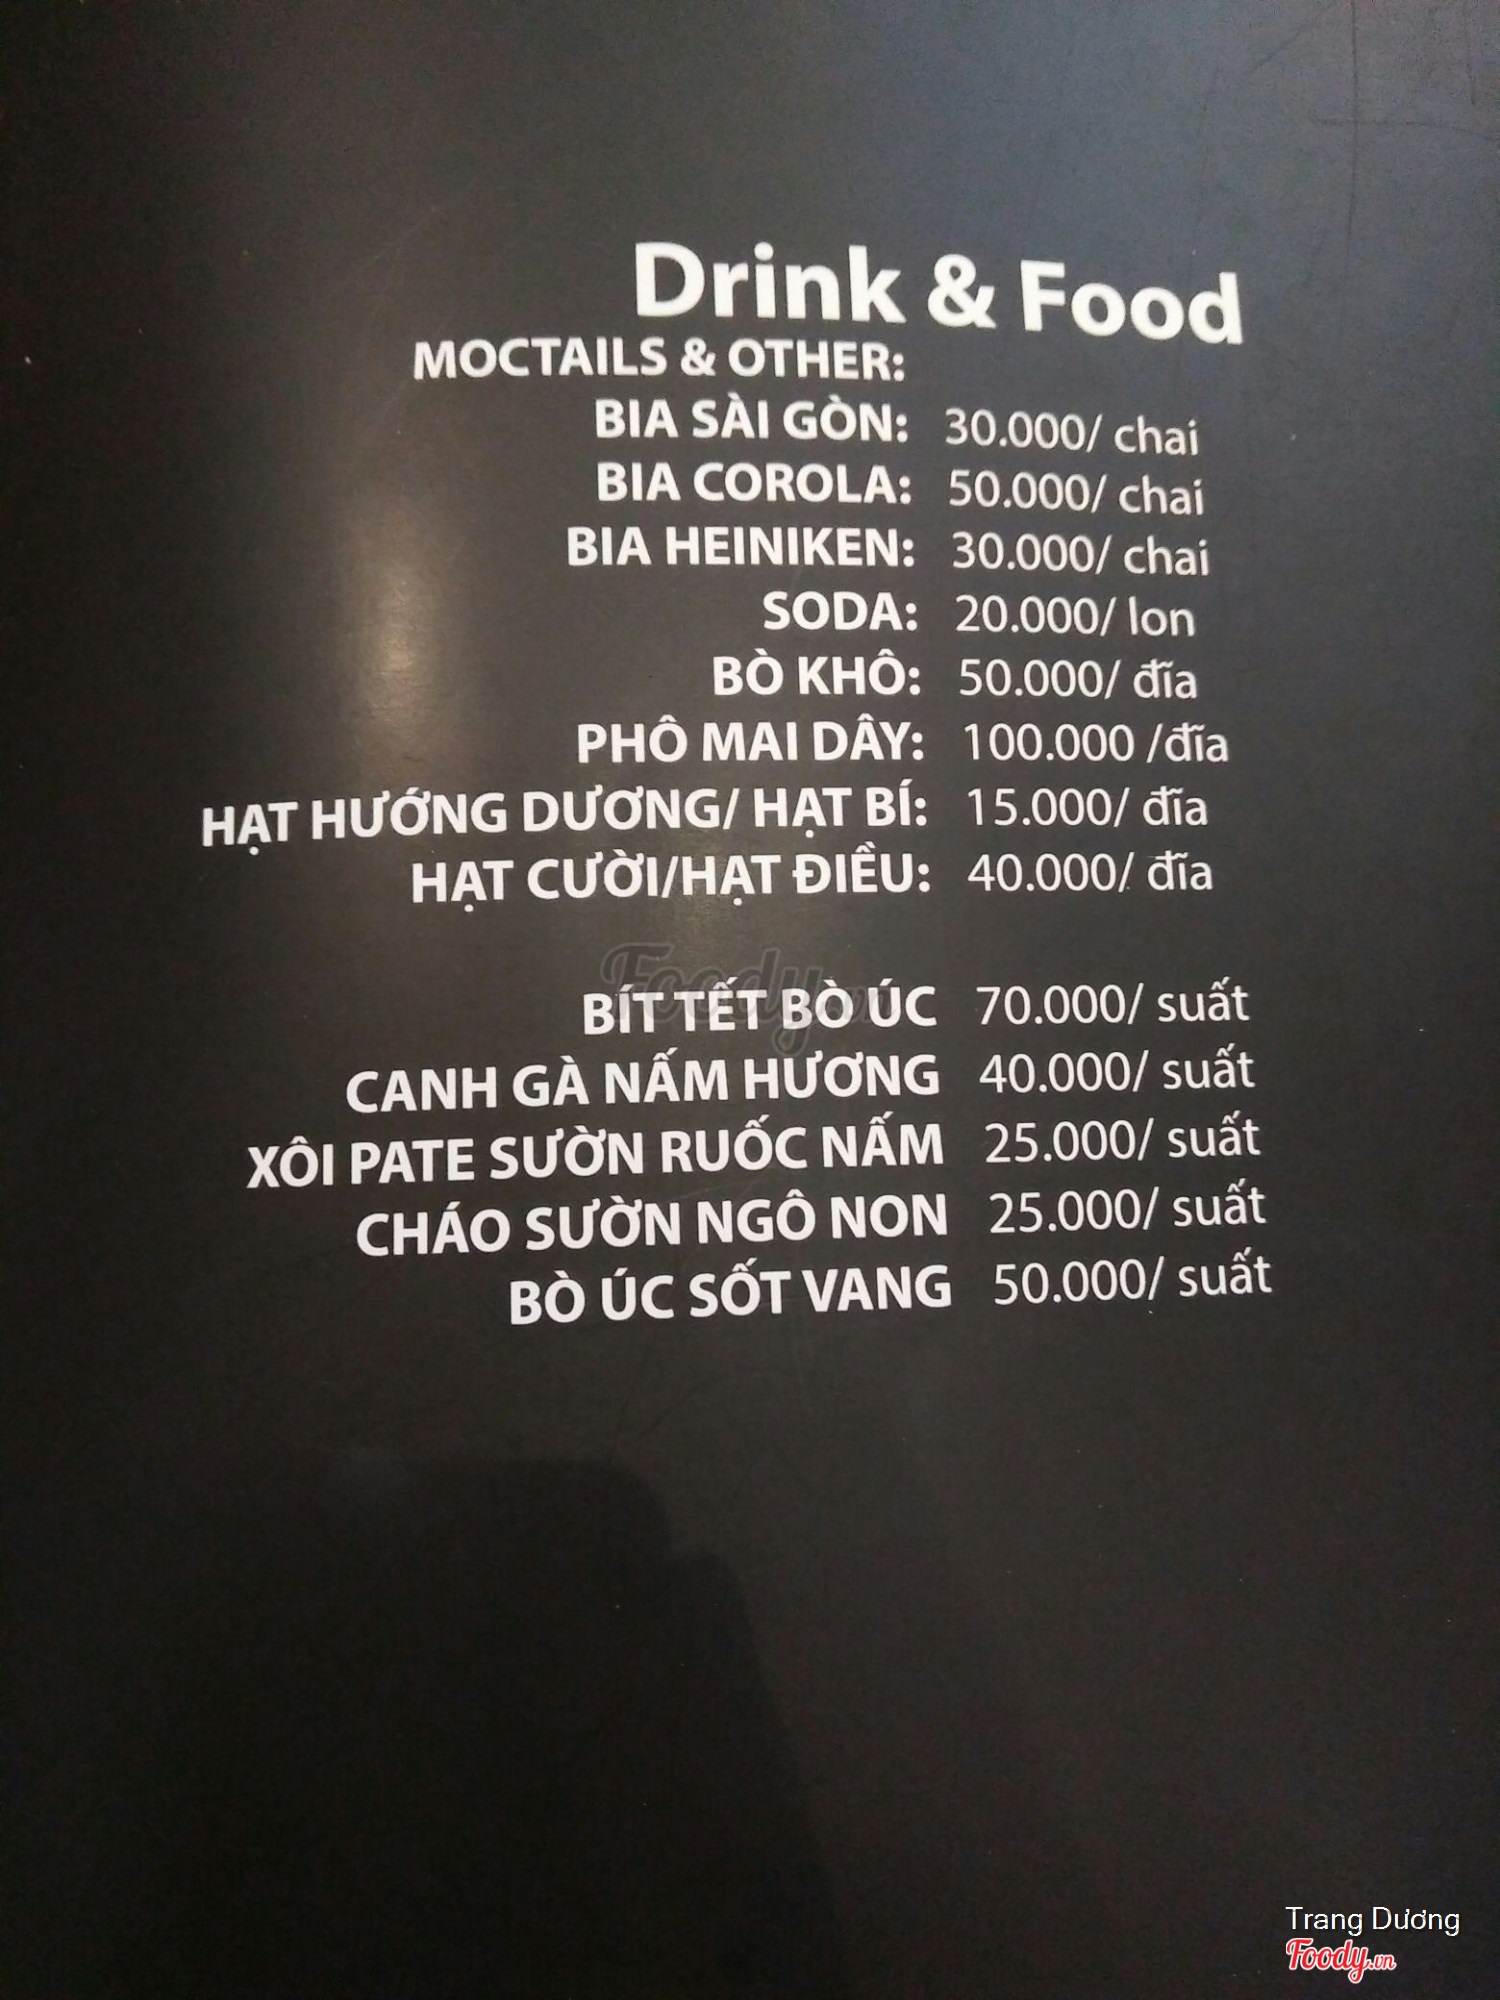 Drink & Food
MOCTAILS & OTHER:
BIA SÀI GÒN: 30.000/ chai
BIA COROLA: 50.000/ chai
BIA HEINIKEN: 30.000/ chai
SODA: 20.000/ lon
BÒ KHÔ: 50.000/ đĩa
PHÔ MAI DÂY: 100.000 /đĩa
HẠT HƯỚNG DƯƠNG/ HẠT BÍ: 15.000/ đĩa
HẠT CƯỜI/HẠT ĐIỀU: 40.000/ đĩa
Foody.vn
BÍT TẾT BÒ ÚC 70.000/ suất
CANH GÀ NẤM HƯƠNG 40.000/ suất
XÔI PATE SƯỜN RUỐC NẤM 25.000/ suất
CHÁO SƯỜN NGÔ NON 25.000/ suất
BÒ ÚC SỐT VANG 50.000/ suất
Trang Dương
Foody.vn